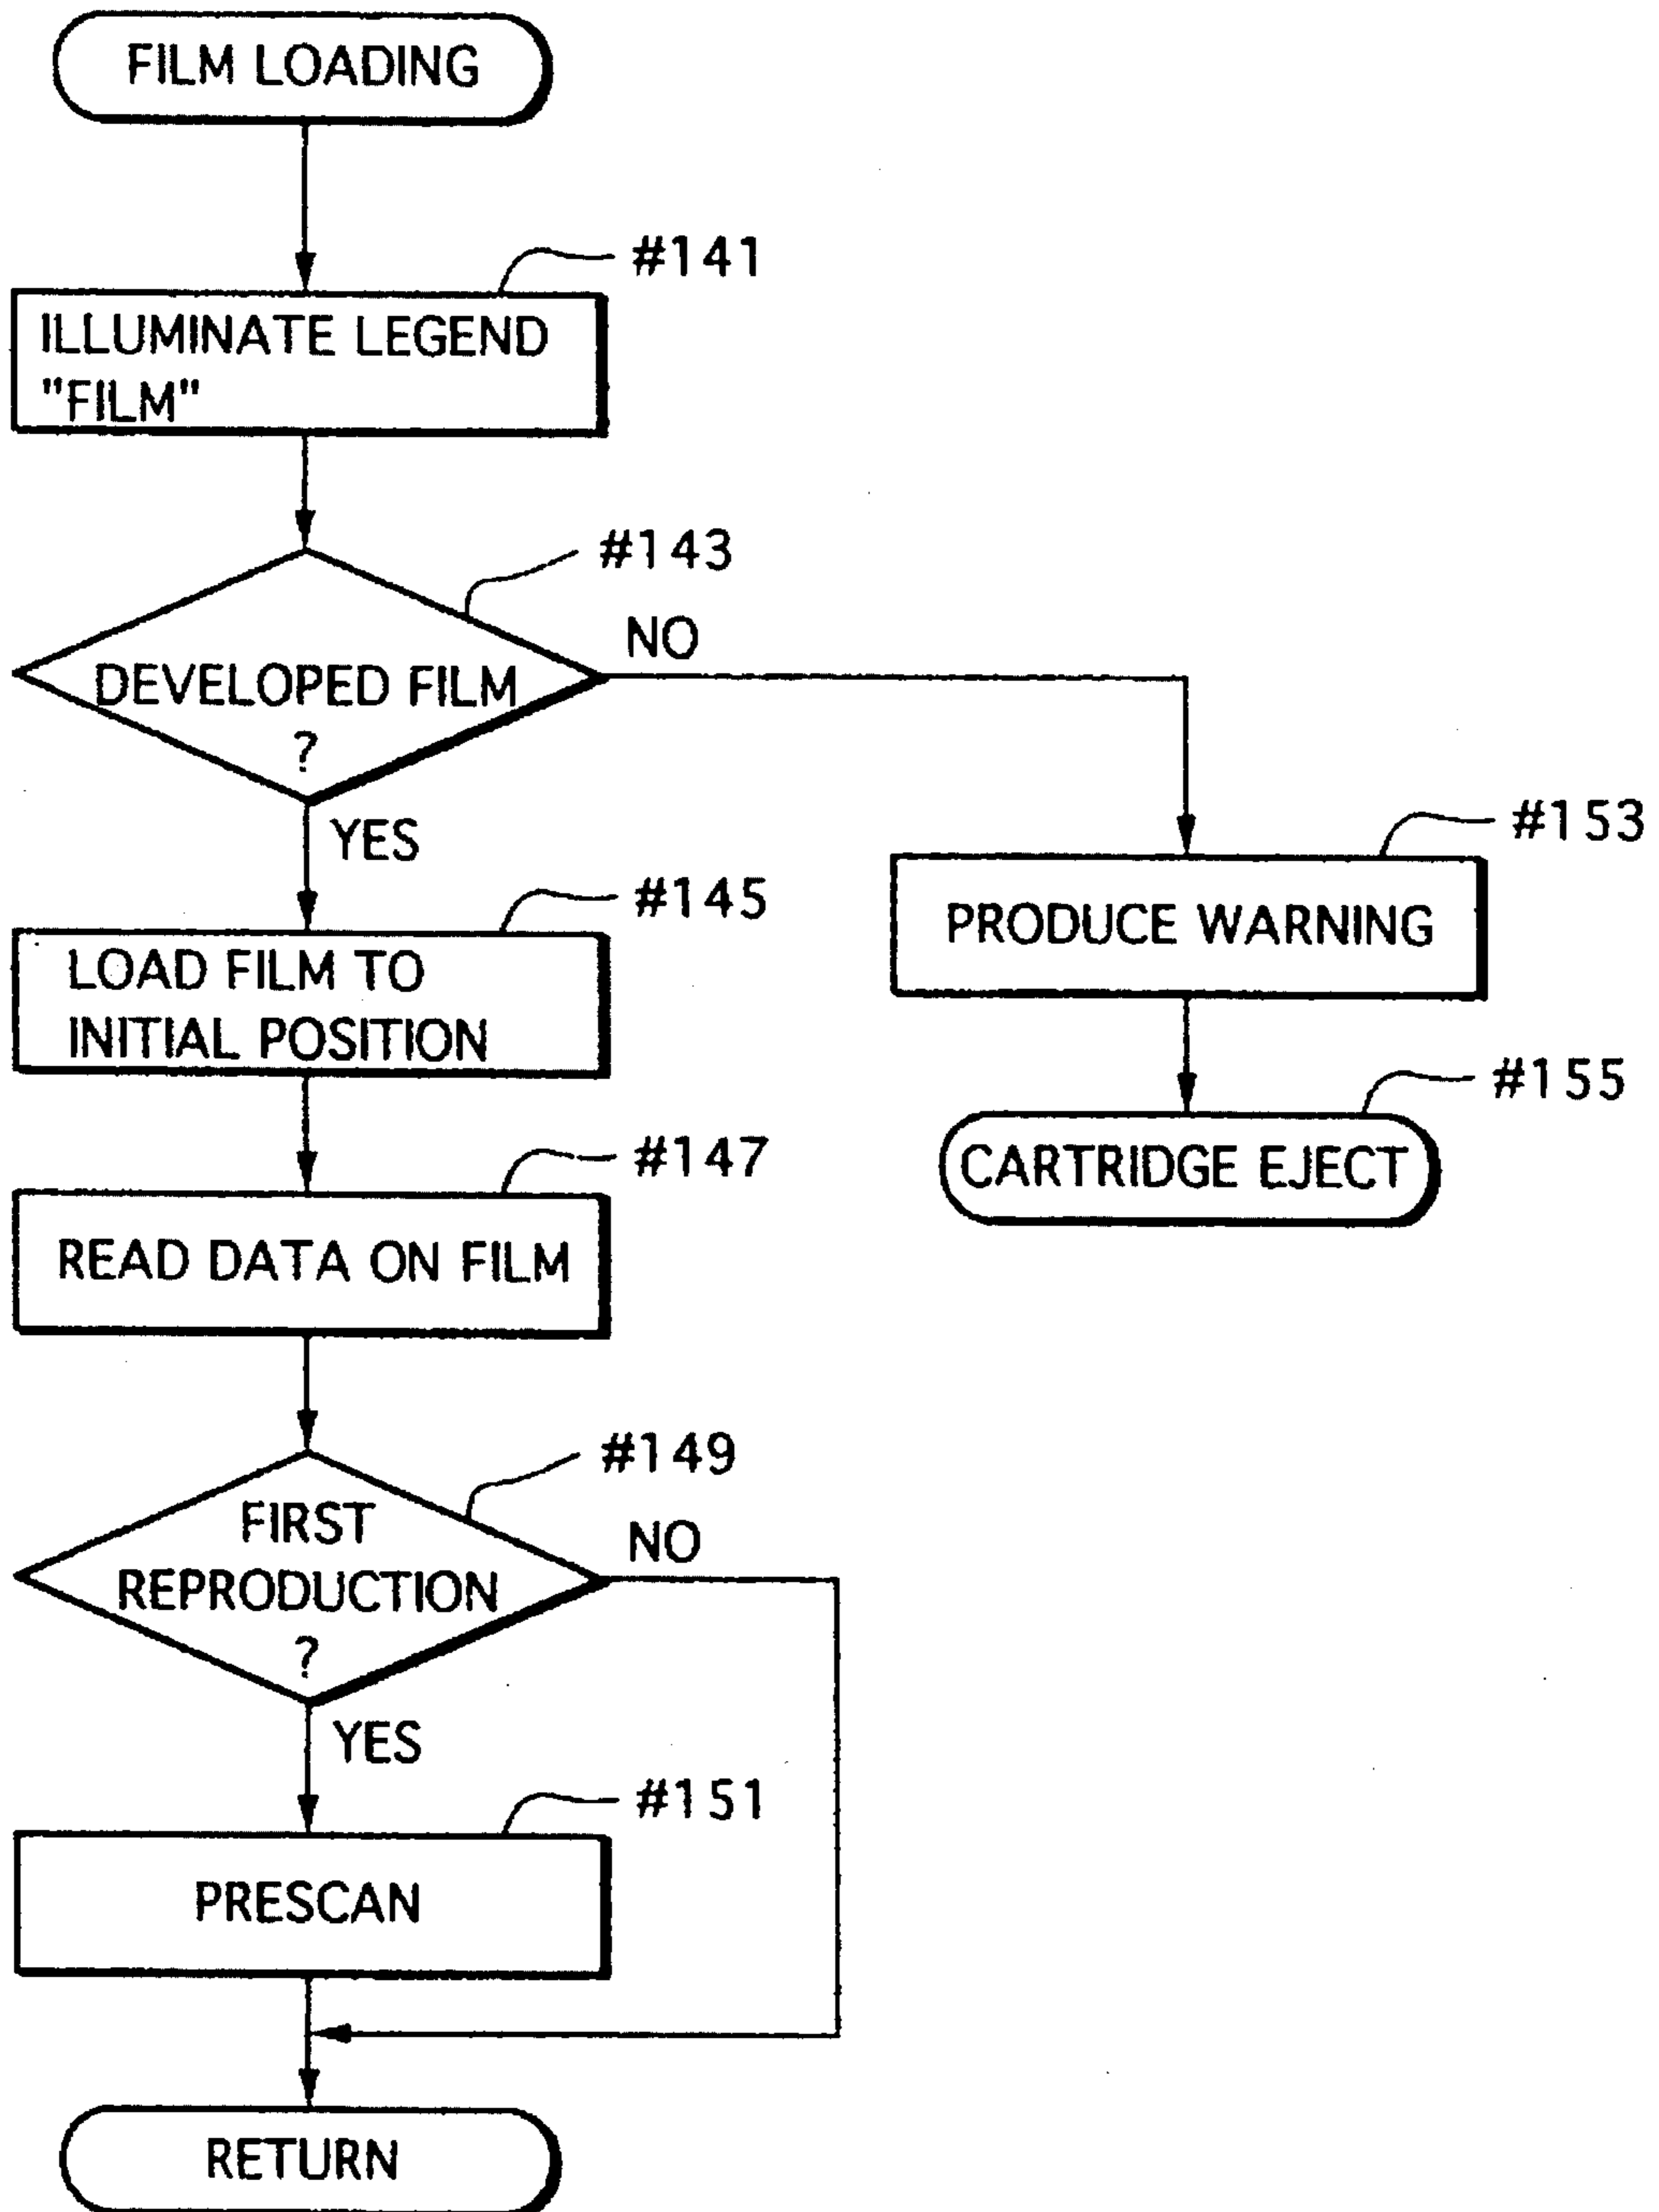 FILM LOADING
#141
ILLUMINATE LEGEND
"FILM"
#143
NO
DEVELOPED FILM
?
YES
#153
PRODUCE WARNING
#155
CARTRIDGE EJECT
#145
LOAD FILM TO
INITIAL POSITION
#147
READ DATA ON FILM
#149
NO
FIRST
REPRODUCTION
?
YES
#151
PRESCAN
RETURN